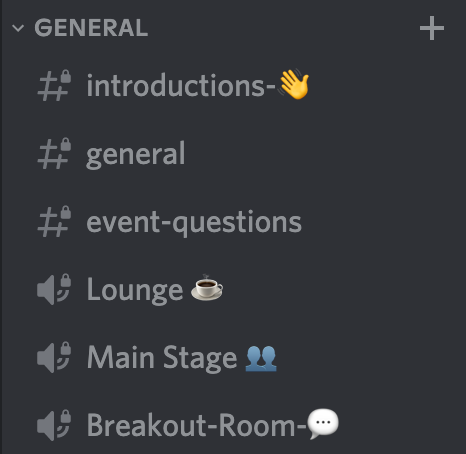 GENERAL
introductions-👋
general
event-questions
Lounge ☕
Main Stage 👥
Breakout-Room-💬